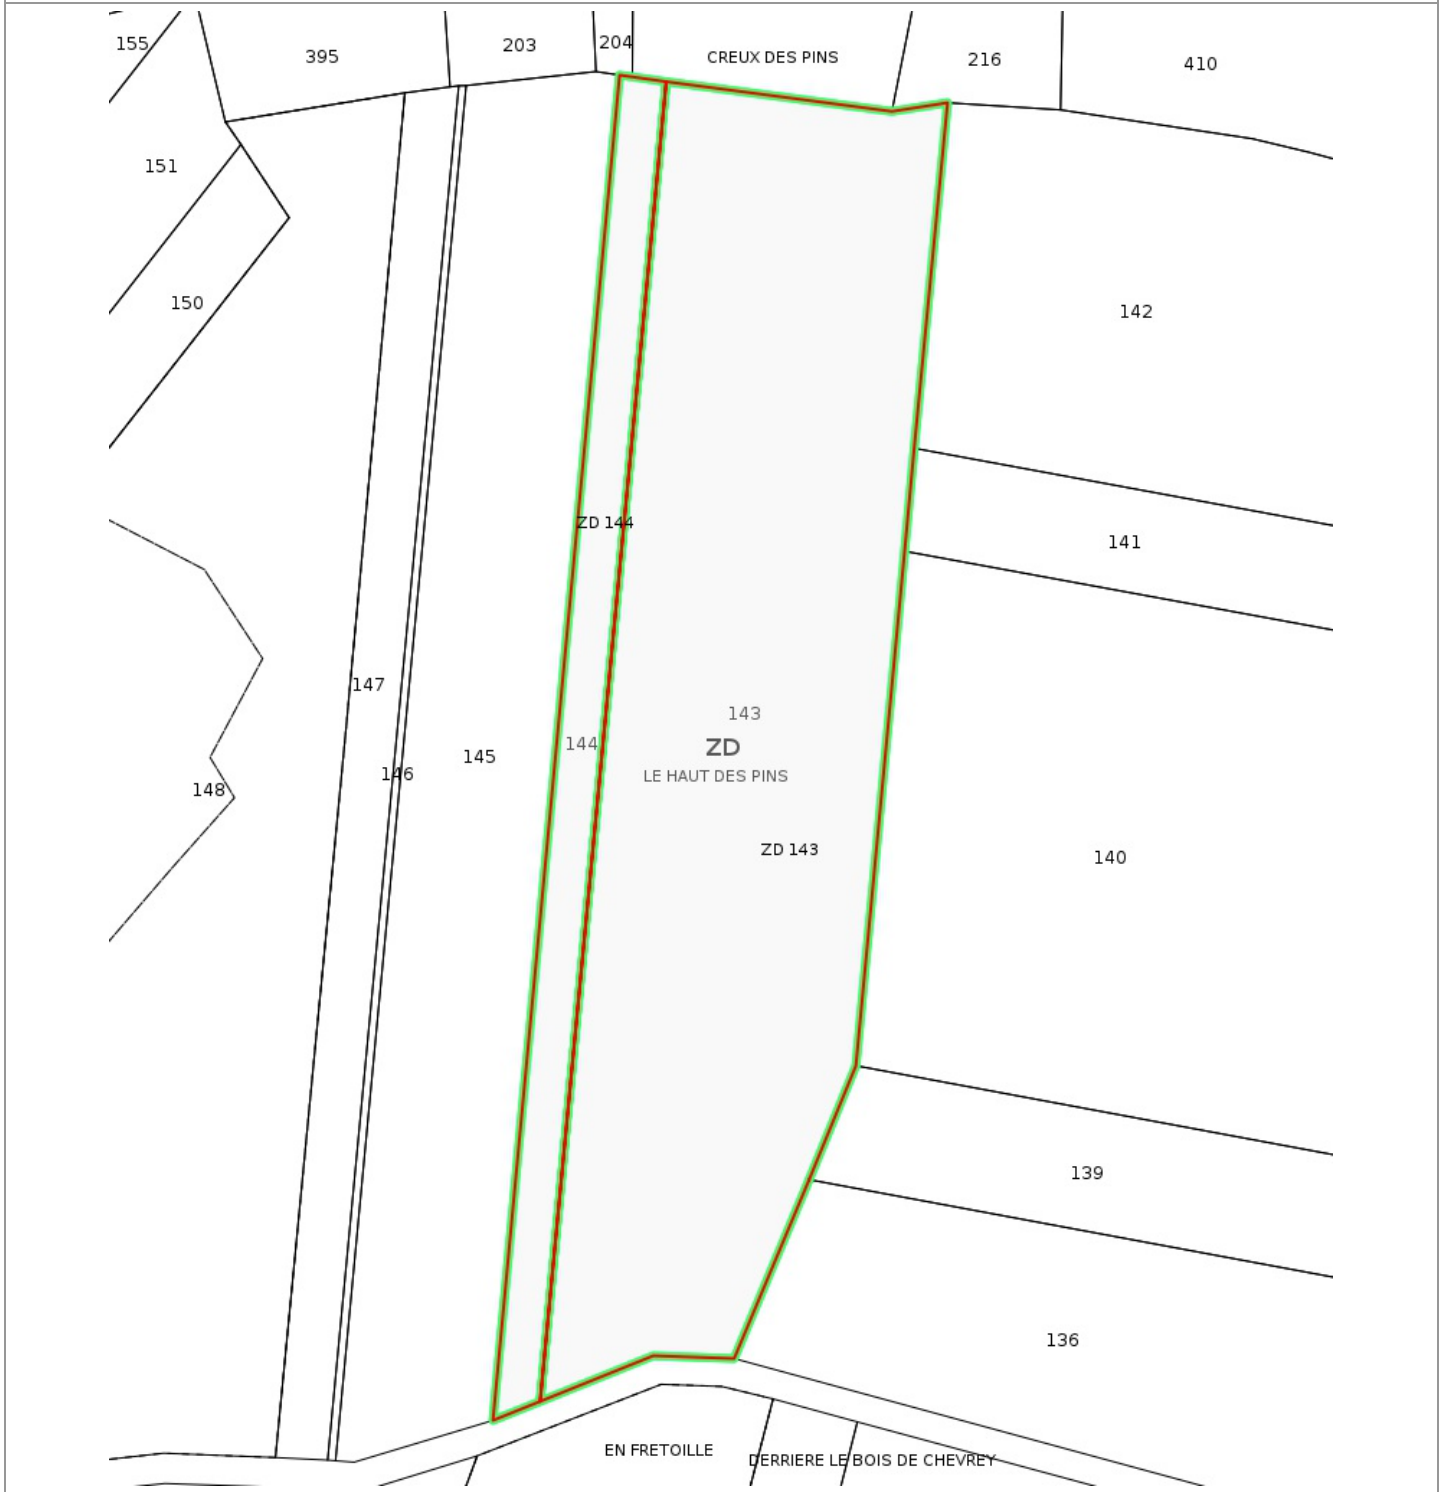 155
395
203
204
CREUX DES PINS
216
410
151
150
142
ZD 144
141
147
143
144
ZD
145
146
LE HAUT DES PINS
148
ZD 143
140
139
136
EN FRETOILLE
DERRIERE LE BOIS DE CHEVREY